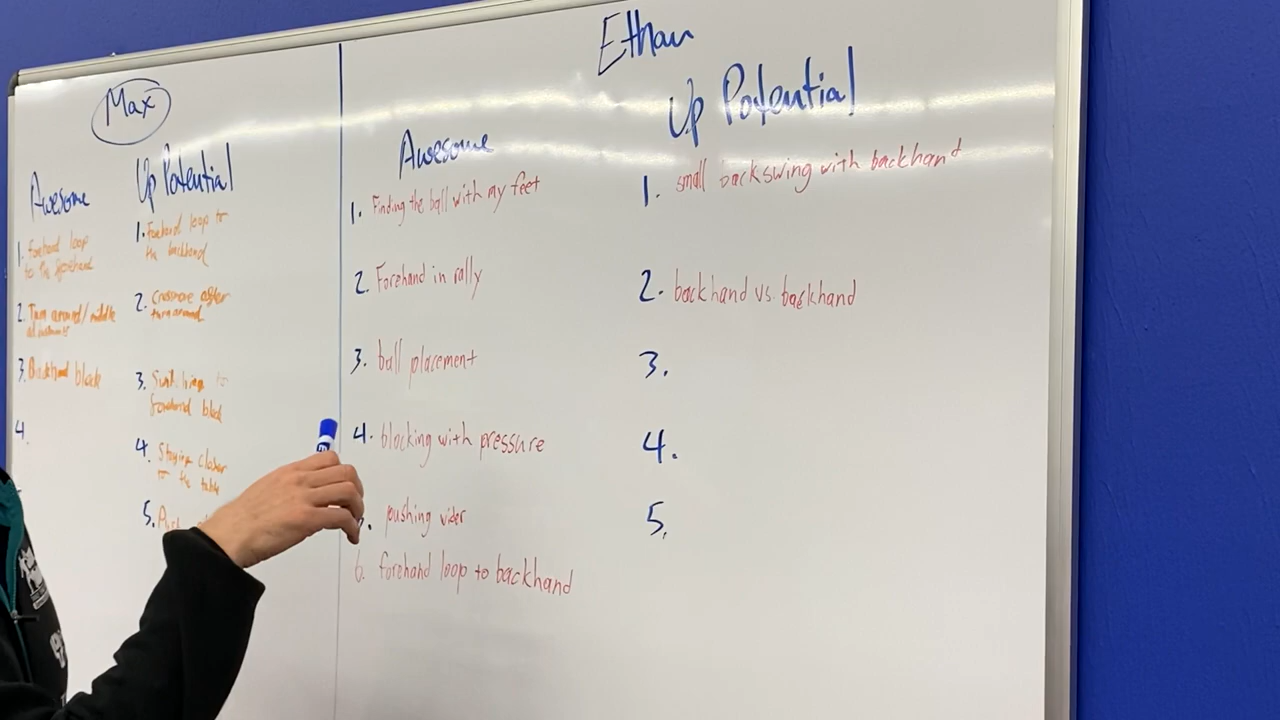 Max
Awesome
1. forehand loop
to the forehand
2. Turn around/middle
3. Backhand block
4.
Up Potential
1. Forehand loop to
the backhand
2. Crossover after
turn around
3. Switching to
forehand block
4. Staying closer
to the table
5.
Ethan
Awesome
1. Finding the ball with my feet
2. Forehand in rally
3. ball placement
4. blocking with pressure
pushing wider
6. forehand loop to backhand
Up Potential
1. small backswing with backhand
2. backhand vs. backhand
3.
4.
5.